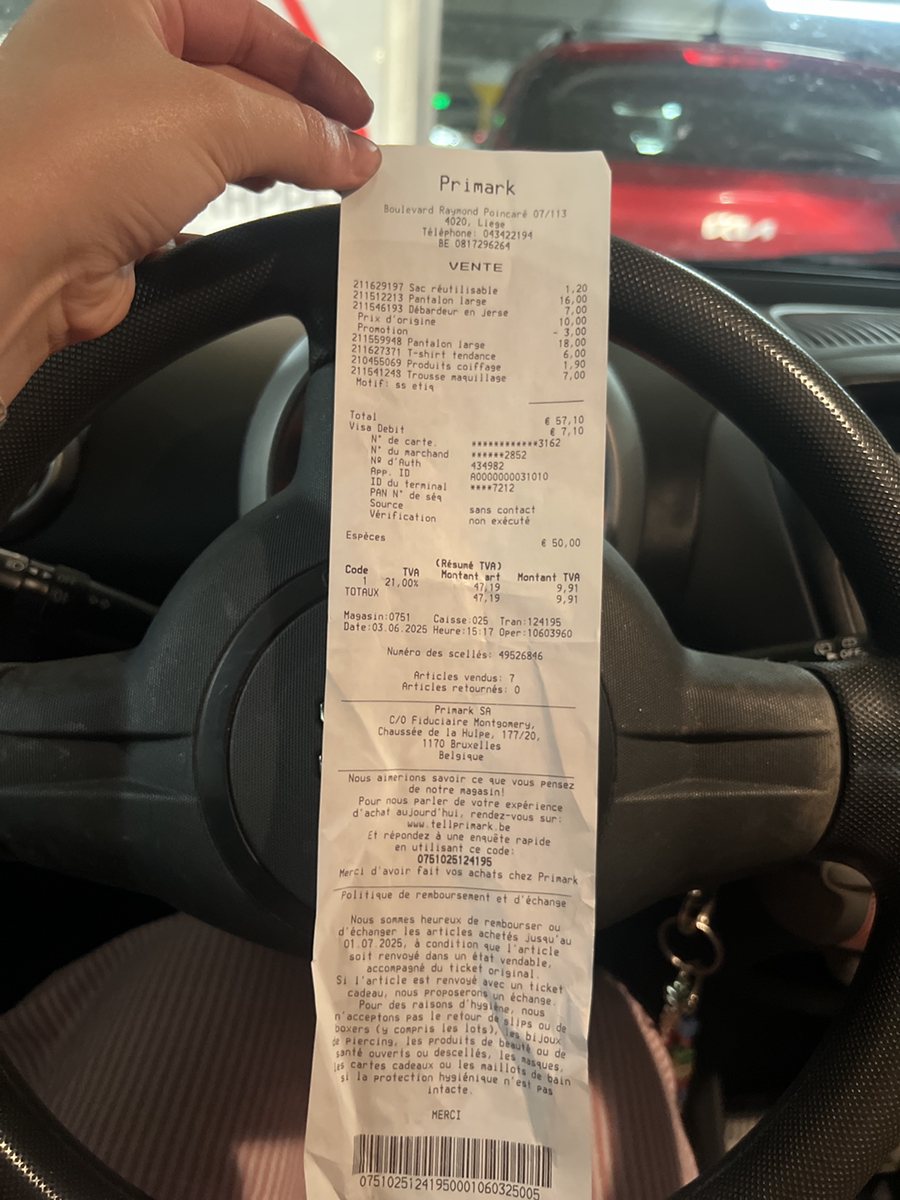 Primark
Boulevard Raymond Poincaré 07/113
4020, Liege
Téléphone: 043422194
BE 0817296264
VENTE
211629197 Sac réutilisable 1,20
211512213 Pantalon large 16,00
211546193 Débardeur en jerse 7,00
Prix d'origine 10,00
Promotion - 3,00
211559948 Pantalon large 18,00
211627371 T-shirt tendance 6,00
210455069 Produits coiffage 1,90
211541243 Trousse maquillage 7,00
Motif: ss etiq
Total € 57,10
Visa Debit € 7,10
N° de carte. ************3162
N° du marchand ******2852
Nº d'Auth 434982
App. ID A0000000031010
ID du terminal ****7212
PAN N° de séq
Source sans contact
Vérification non exécuté
Espèces € 50,00
(Résumé TVA)
Code TVA Montant art Montant TVA
1 21,00% 47,19 9,91
TOTAUX 47,19 9,91
Magasin:0751 Caisse:025 Tran:124195
Date:03.06.2025 Heure:15:17 Oper:10603960
Numéro des scellés: 49526846
Articles vendus: 7
Articles retournés: 0
Primark SA
C/O Fiduciaire Montgomery,
Chaussée de la Hulpe, 177/20,
1170 Bruxelles
Belgique
Nous aimerions savoir ce que vous pensez
de notre magasin!
Pour nous parler de votre expérience
d'achat aujourd'hui, rendez-vous sur:
www.tellprimark.be
Et répondez à une enquête rapide
en utilisant ce code:
0751025124195
Merci d'avoir fait vos achats chez Primark
Politique de remboursement et d'échange
Nous sommes heureux de rembourser ou
d'échanger les articles achetés jusqu'au
01.07.2025, à condition que l'article
soit renvoyé dans un état vendable,
accompagné du ticket original.
Si l'article est renvoyé avec un ticket
cadeau, nous proposerons un échange.
Pour des raisons d'hygiène, nous
n'acceptons pas le retour de slips ou de
boxers (y compris les lots), les bijoux
de piercing, les produits de beauté ou de
santé ouverts ou descellés, les masques,
les cartes cadeaux ou les maillots de bain
si la protection hygiénique n'est pas
intacte.
MERCI
07510251241950001060325005
KIA